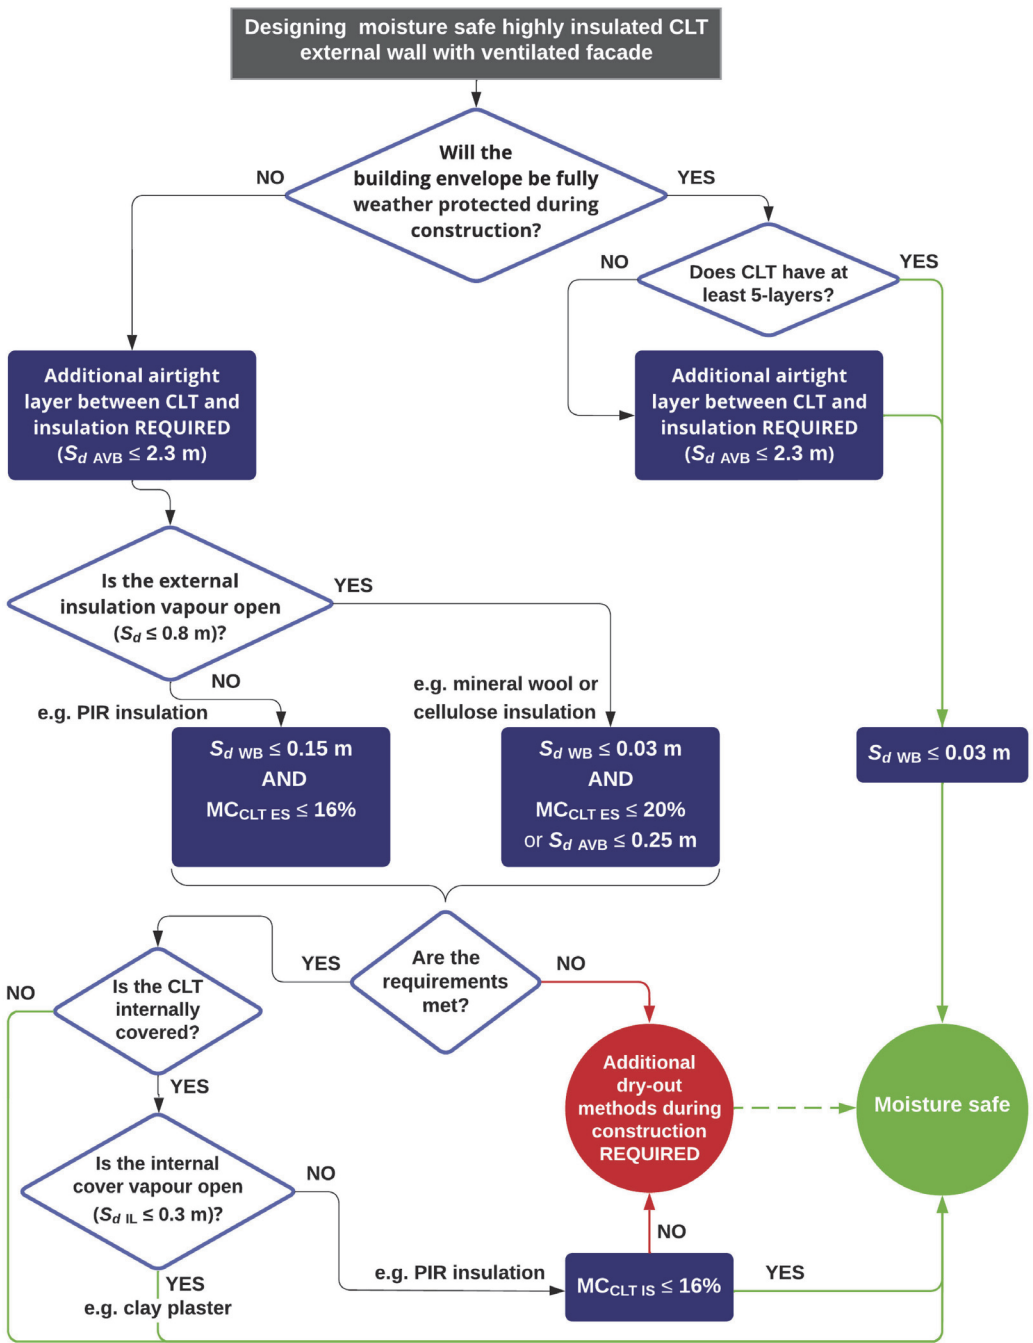 Designing moisture safe highly insulated CLT
external wall with ventilated facade
Will the
building envelope be fully
weather protected during
construction?
NO
YES
Does CLT have at
least 5-layers?
NO
YES
Additional airtight
layer between CLT and
insulation REQUIRED
(Sd AVB ≤ 2.3 m)
Additional airtight
layer between CLT and
insulation REQUIRED
(Sd AVB ≤ 2.3 m)
Is the external
insulation vapour open
(Sd ≤ 0.8 m)?
YES
NO
e.g. PIR insulation
e.g. mineral wool or
cellulose insulation
Sd WB ≤ 0.15 m
AND
MCCLT ES ≤ 16%
Sd WB ≤ 0.03 m
AND
MCCLT ES ≤ 20%
or Sd AVB ≤ 0.25 m
Sd WB ≤ 0.03 m
Are the
requirements
met?
YES
NO
Is the CLT
internally
covered?
NO
YES
Additional
dry-out
methods during
construction
REQUIRED
Moisture safe
Is the internal
cover vapour open
(Sd IL ≤ 0.3 m)?
NO
YES
e.g. clay plaster
e.g. PIR insulation
MCCLT IS ≤ 16%
NO
YES